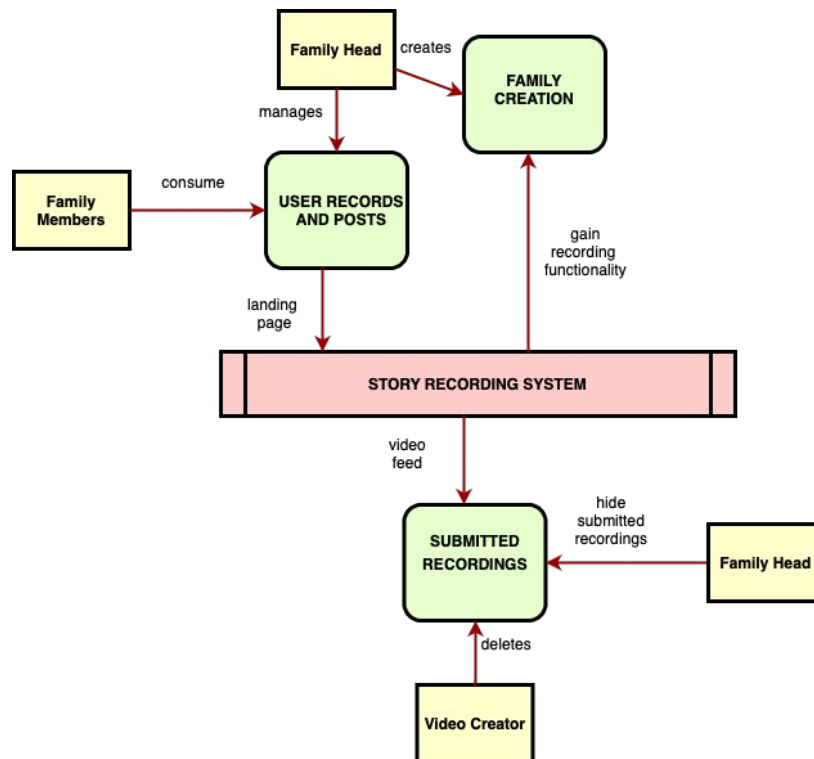 Family Head
creates
FAMILY
CREATION
manages
Family
Members
consume
USER RECORDS
AND POSTS
gain
recording
functionality
landing
page
STORY RECORDING SYSTEM
video
feed
hide
submitted
recordings
SUBMITTED
RECORDINGS
Family Head
deletes
Video Creator